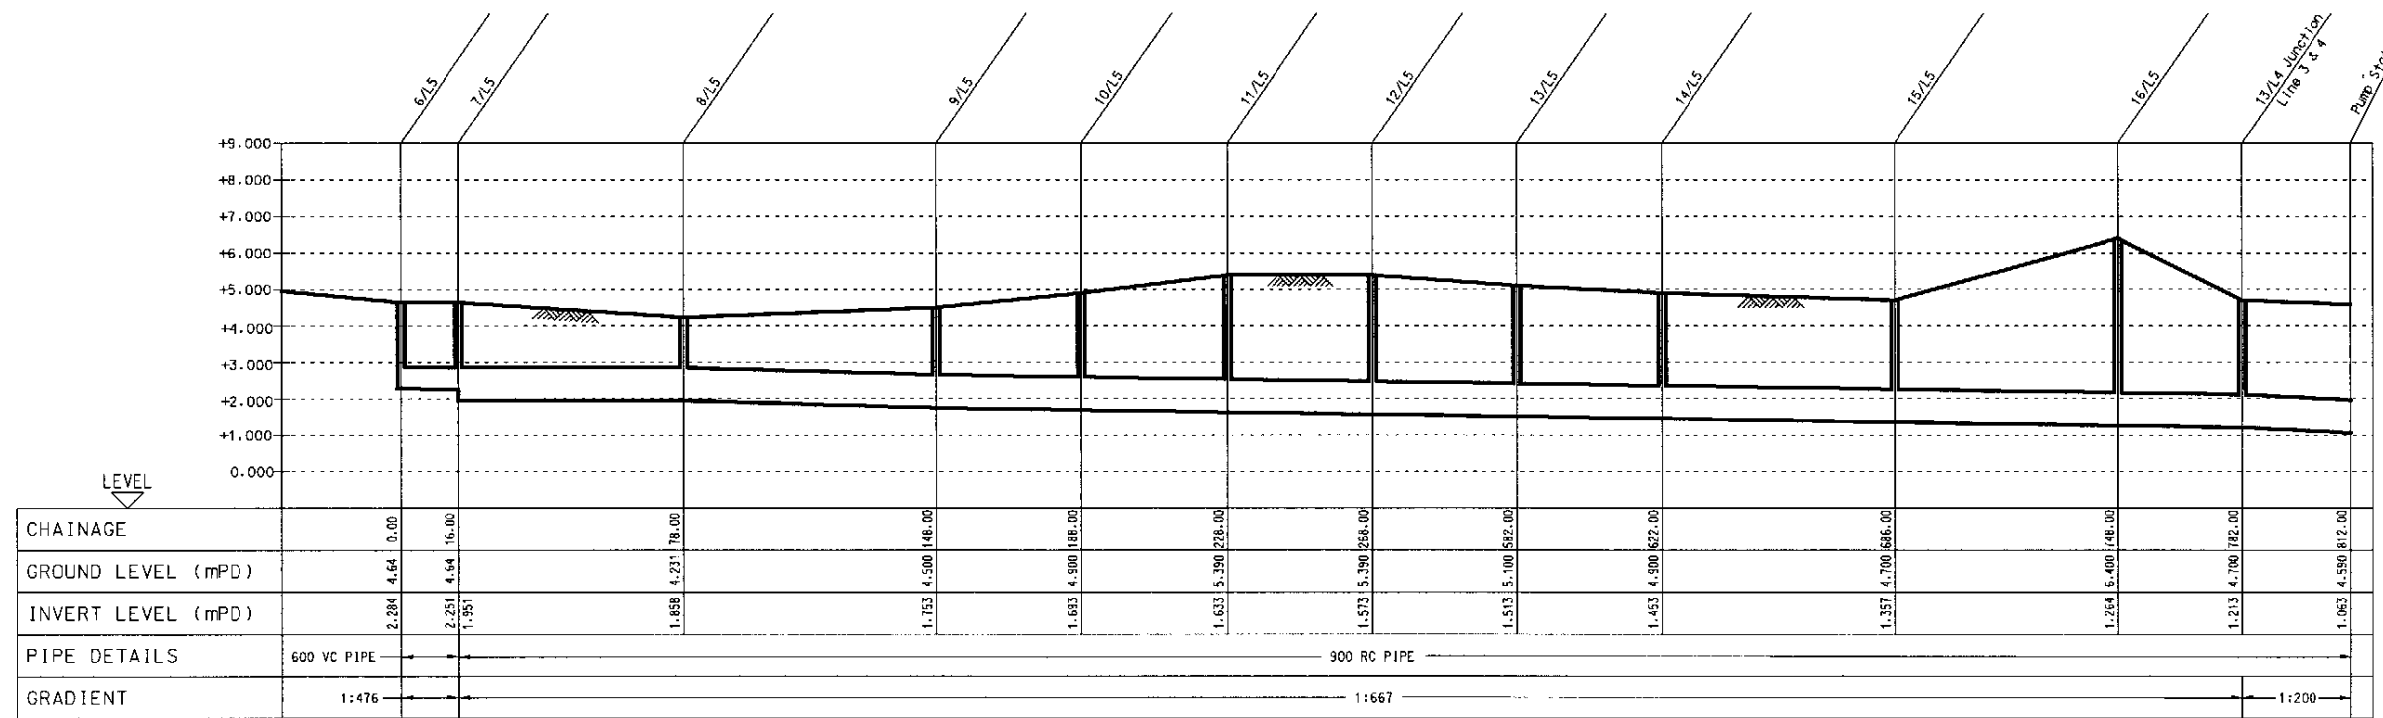 6/L5
7/L5
8/L5
9/L5
10/L5
11/L5
12/L5
13/L5
14/L5
15/L5
16/L5
13/L4 Junction
Line 3 & 4
Pump
+9.000
+8.000
+7.000
+6.000
+5.000
+4.000
+3.000
+2.000
+1.000
0.000
LEVEL
CHAINAGE 0.00 16.00 78.00 148.00 188.00 228.00 268.00 582.00 622.00 686.00 748.00 782.00 812.00
GROUND LEVEL (mPD) 4.64 4.64 4.231 4.500 4.900 5.390 5.390 5.100 4.900 4.700 6.400 4.700 4.590
INVERT LEVEL (mPD) 2.284 2.251 1.951 1.858 1.753 1.693 1.633 1.573 1.513 1.453 1.357 1.264 1.213 1.063
PIPE DETAILS 600 VC PIPE 900 RC PIPE
GRADIENT 1:476 1:667 1:200